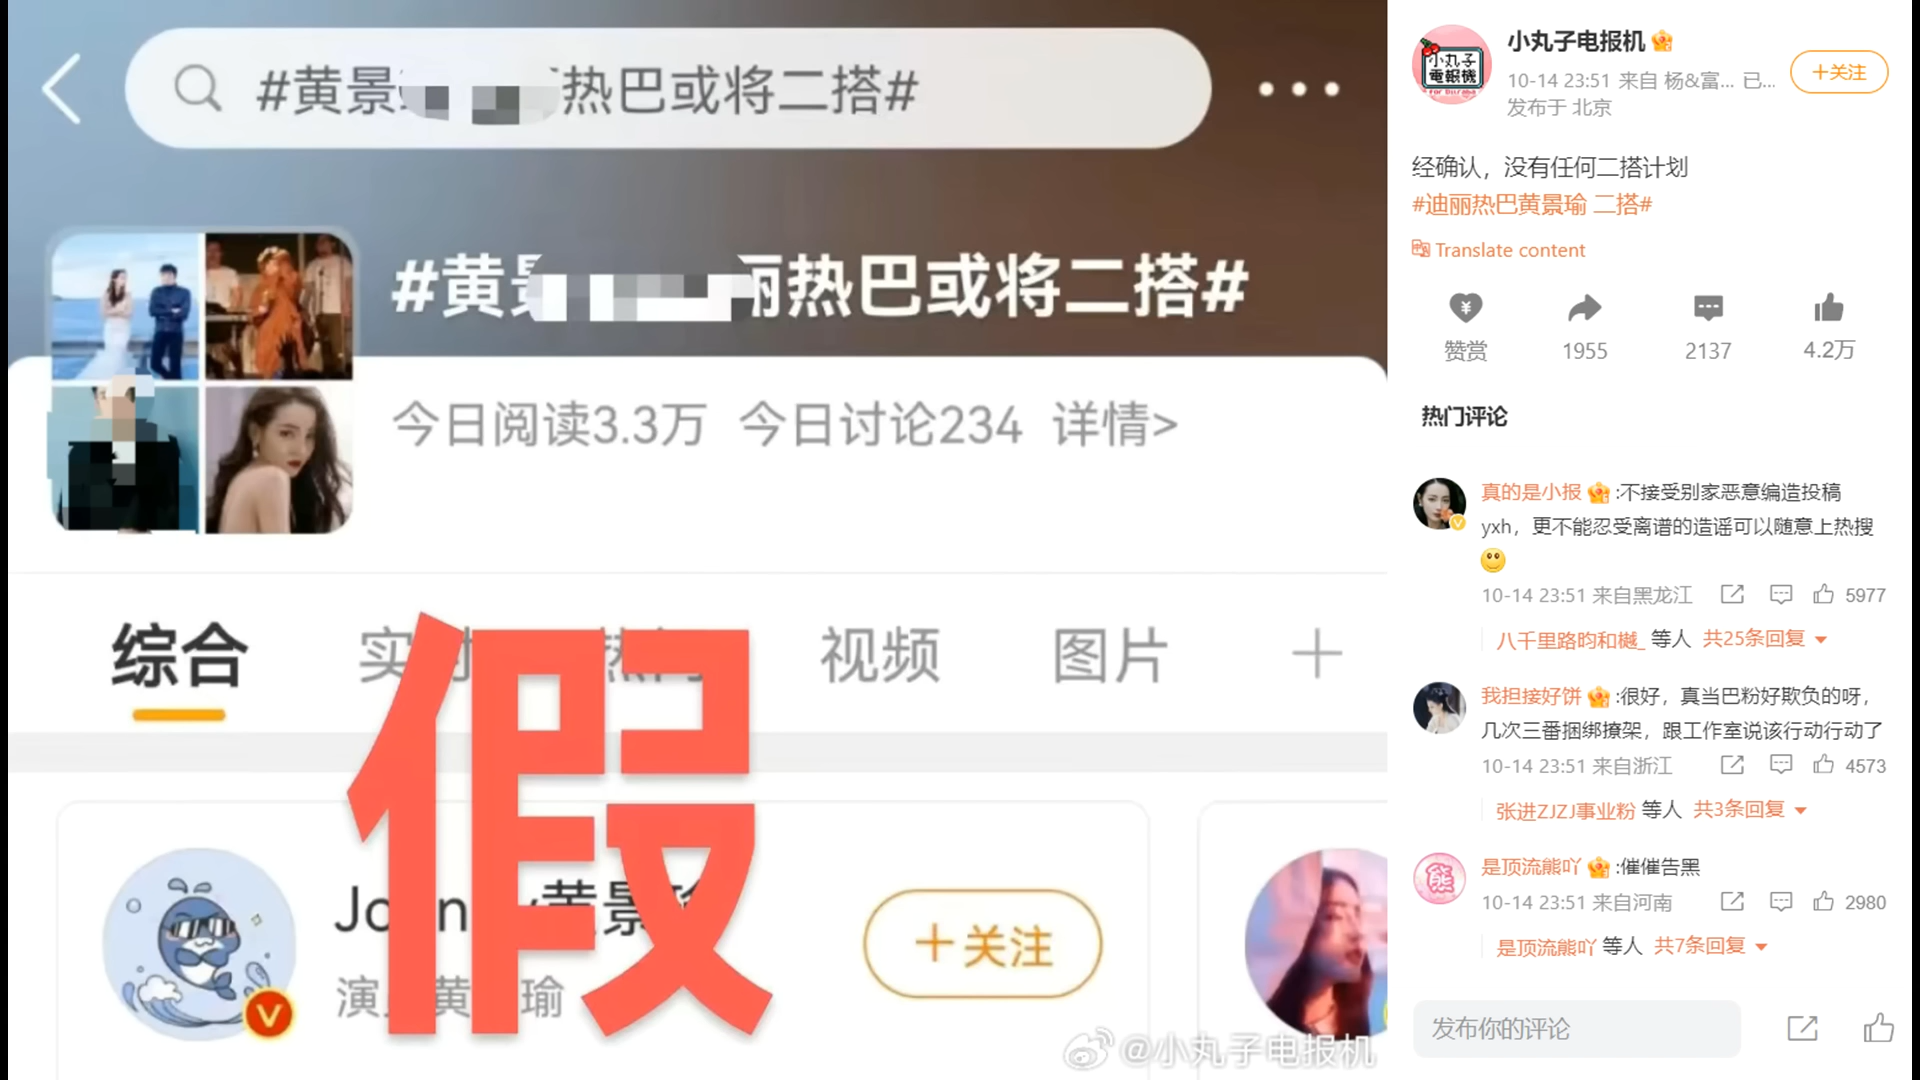 #黄景 热巴或将二搭#
#黄景 丽热巴或将二搭#
今日阅读3.3万 今日讨论234 详情>
综合 视频 图片
假
黄景
+关注
演 黄 瑜
@小丸子电报机
小丸子
電報機
小丸子电报机
10-14 23:51 来自 杨&富... 已...
发布于 北京
+关注
经确认，没有任何二搭计划
#迪丽热巴黄景瑜 二搭#
Translate content
赞赏 1955 2137 4.2万
热门评论
真的是小报 :不接受别家恶意编造投稿
yxh，更不能忍受离谱的造谣可以随意上热搜
10-14 23:51 来自黑龙江 5977
八千里路昀和樾_ 等人 共25条回复
我担接好饼 :很好，真当巴粉好欺负的呀，
几次三番捆绑撩架，跟工作室说该行动行动了
10-14 23:51 来自浙江 4573
张进ZJZJ事业粉 等人 共3条回复
熊
是顶流熊吖 :催催告黑
10-14 23:51 来自河南 2980
是顶流熊吖 等人 共7条回复
发布你的评论